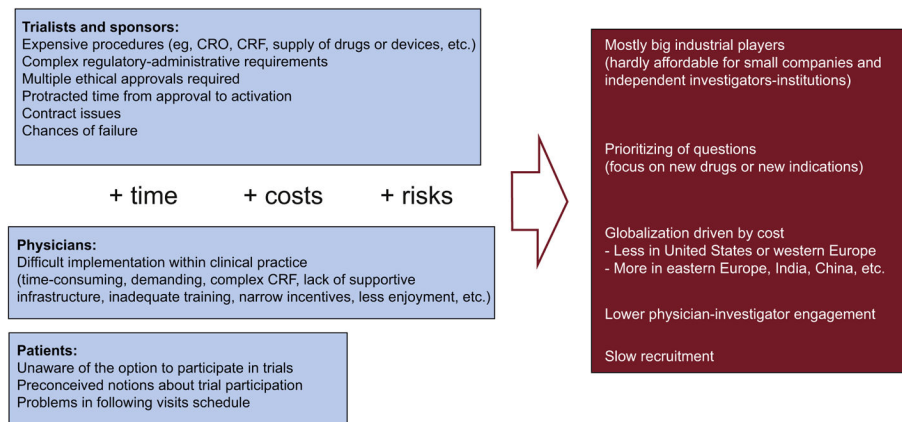 Trialists and sponsors:
Expensive procedures (eg, CRO, CRF, supply of drugs or devices, etc.)
Complex regulatory-administrative requirements
Multiple ethical approvals required
Protracted time from approval to activation
Contract issues
Chances of failure
+ time + costs + risks
Physicians:
Difficult implementation within clinical practice
(time-consuming, demanding, complex CRF, lack of supportive
infrastructure, inadequate training, narrow incentives, less enjoyment, etc.)
Patients:
Unaware of the option to participate in trials
Preconceived notions about trial participation
Problems in following visits schedule
Mostly big industrial players
(hardly affordable for small companies and
independent investigators-institutions)
Prioritizing of questions
(focus on new drugs or new indications)
Globalization driven by cost
- Less in United States or western Europe
- More in eastern Europe, India, China, etc.
Lower physician-investigator engagement
Slow recruitment